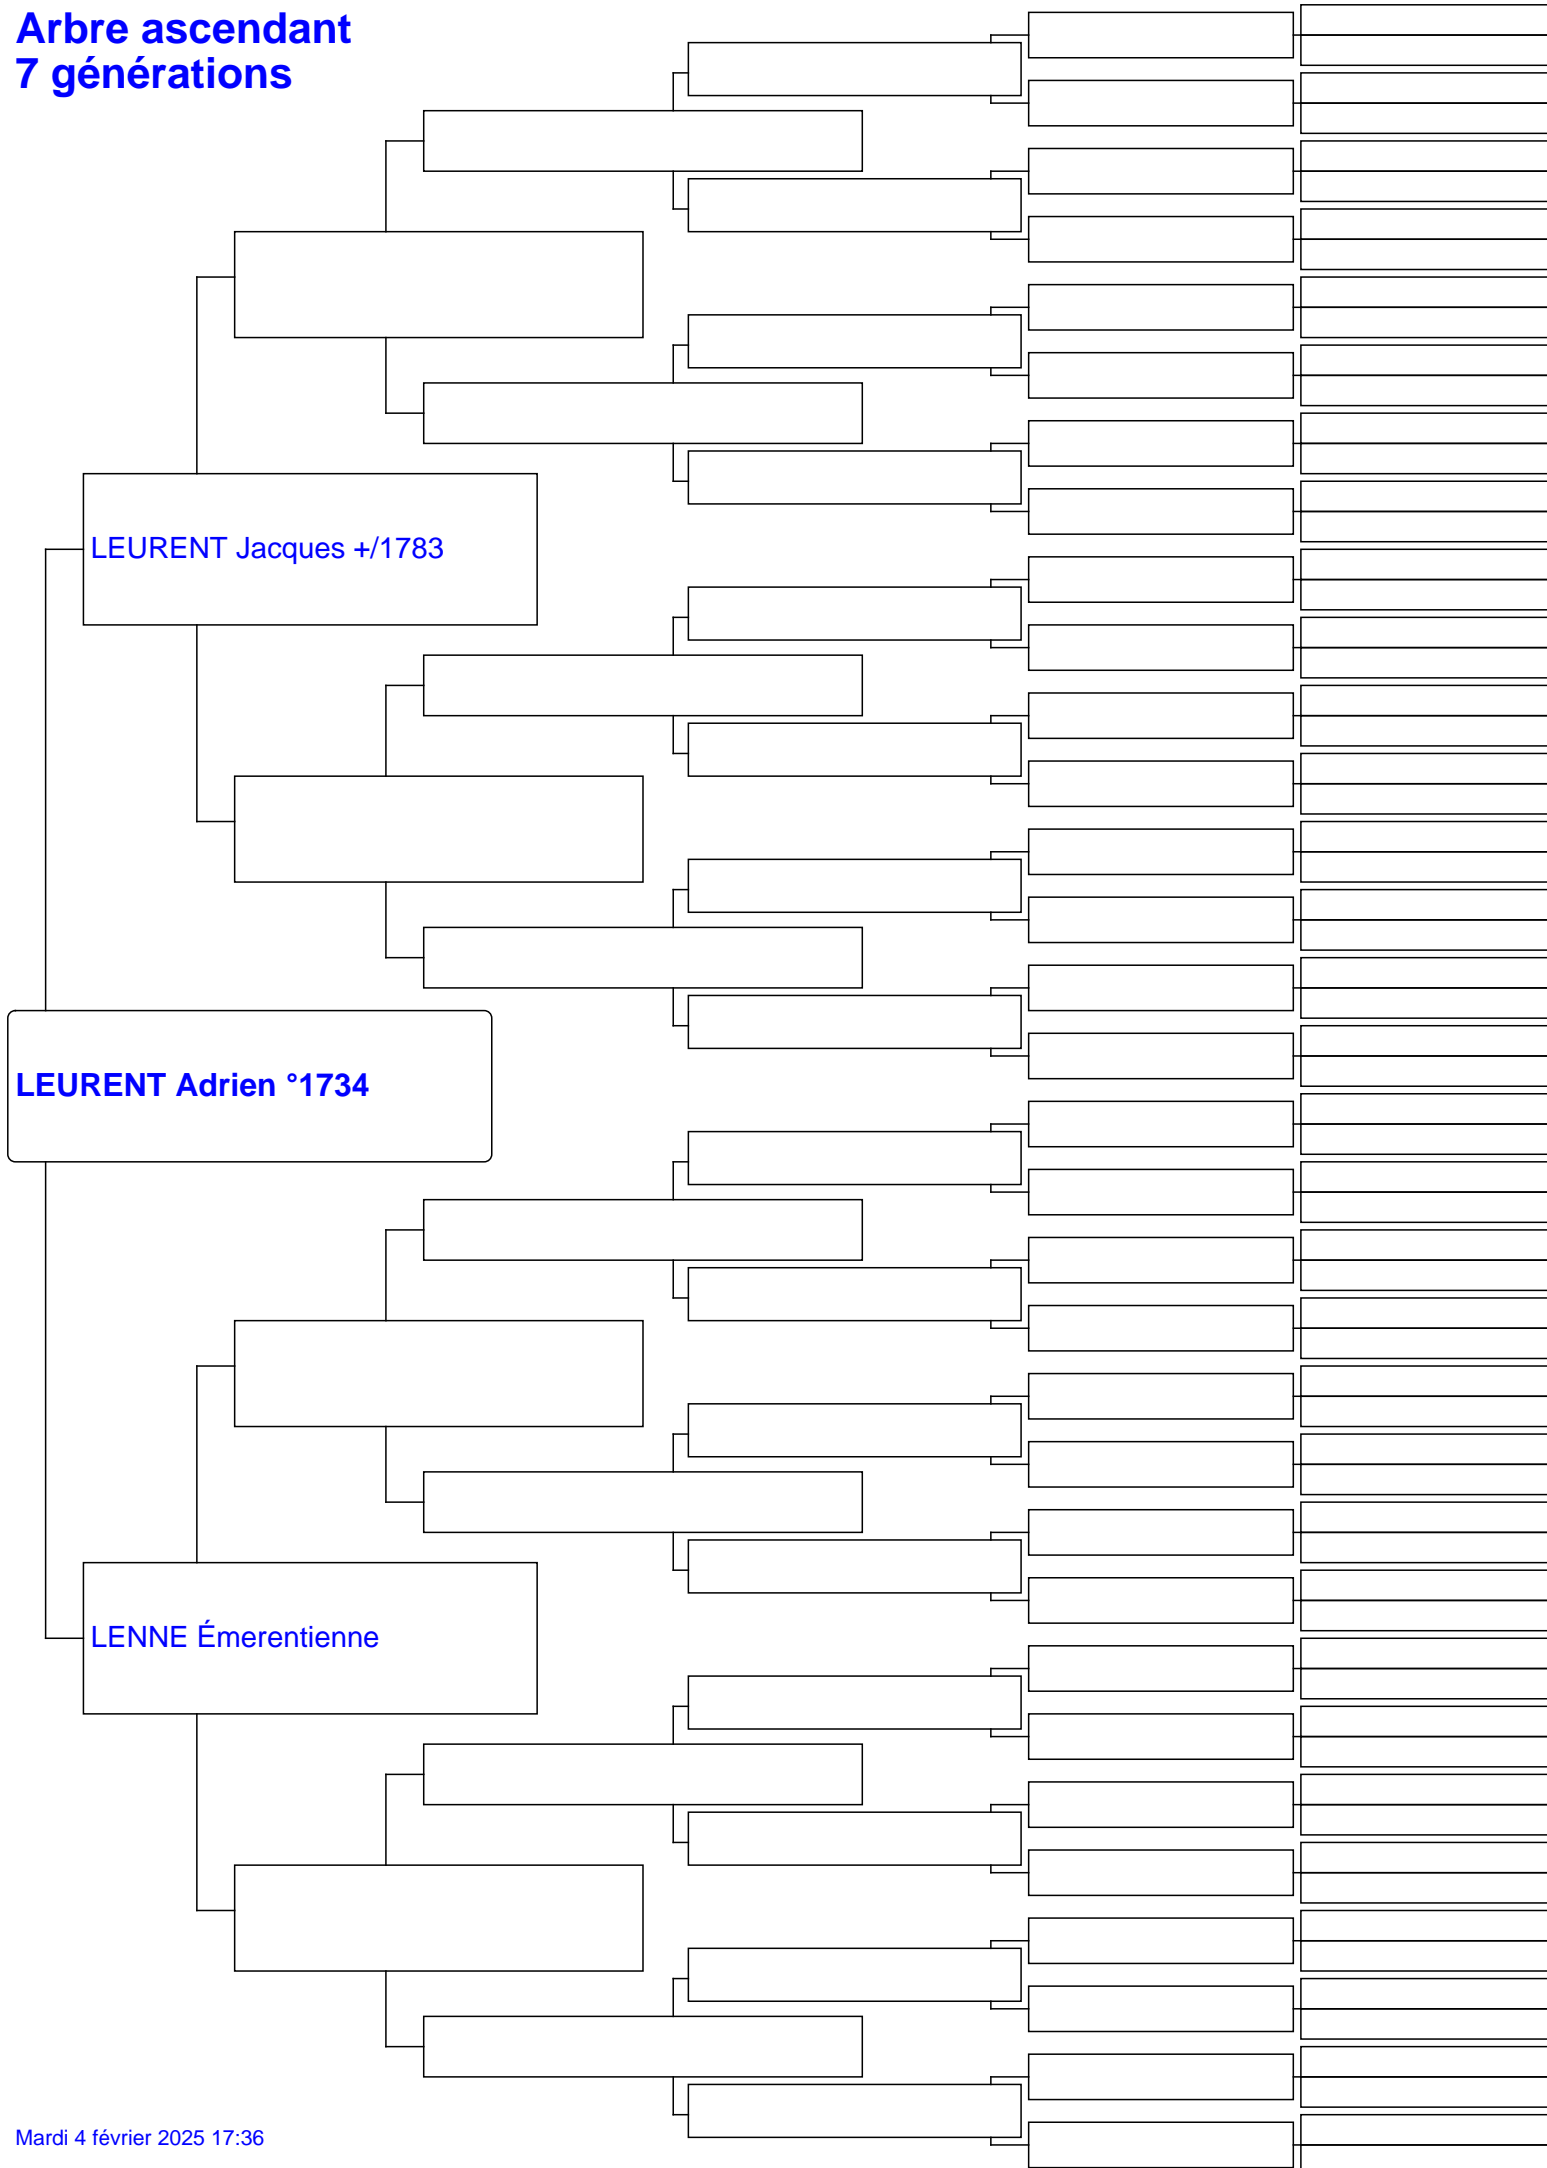 Arbre ascendant
7 générations
LEURENT Jacques +/1783
LEURENT Adrien °1734
LENNE Émerentienne
Mardi 4 février 2025 17:36